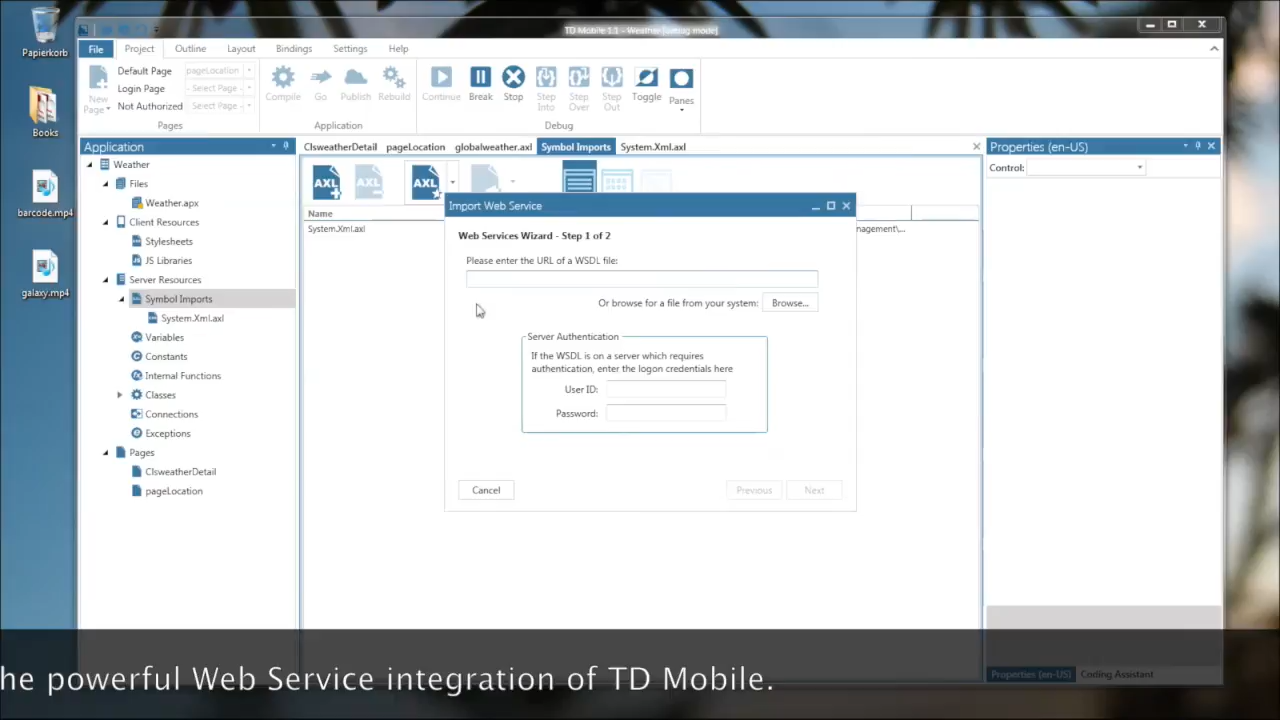 Papierkorb
Books
barcode.mp4
galaxy.mp4
TD Mobile 1.1 - Weather [debug mode]
File Project Outline Layout Bindings Settings Help
New Page
Default Page pageLocation
Login Page - Select Page -
Not Authorized - Select Page -
Pages
Compile Go Publish Rebuild
Application
Continue Break Stop Step Into Step Over Step Out Toggle Panes
Debug
Application
Weather
Files
Weather.apx
Client Resources
Stylesheets
JS Libraries
Server Resources
Symbol Imports
System.Xml.axl
Variables
Constants
Internal Functions
Classes
Connections
Exceptions
Pages
ClsweatherDetail
pageLocation
ClsweatherDetail pageLocation globalweather.axl Symbol Imports System.Xml.axl
AXL AXL AXL
Name
System.Xml.axl
nagement\...
Import Web Service
Web Services Wizard - Step 1 of 2
Please enter the URL of a WSDL file:
Or browse for a file from your system: Browse...
Server Authentication
If the WSDL is on a server which requires
authentication, enter the logon credentials here
User ID:
Password:
Cancel Previous Next
Properties (en-US)
Control:
Properties (en-US) Coding Assistant
he powerful Web Service integration of TD Mobile.